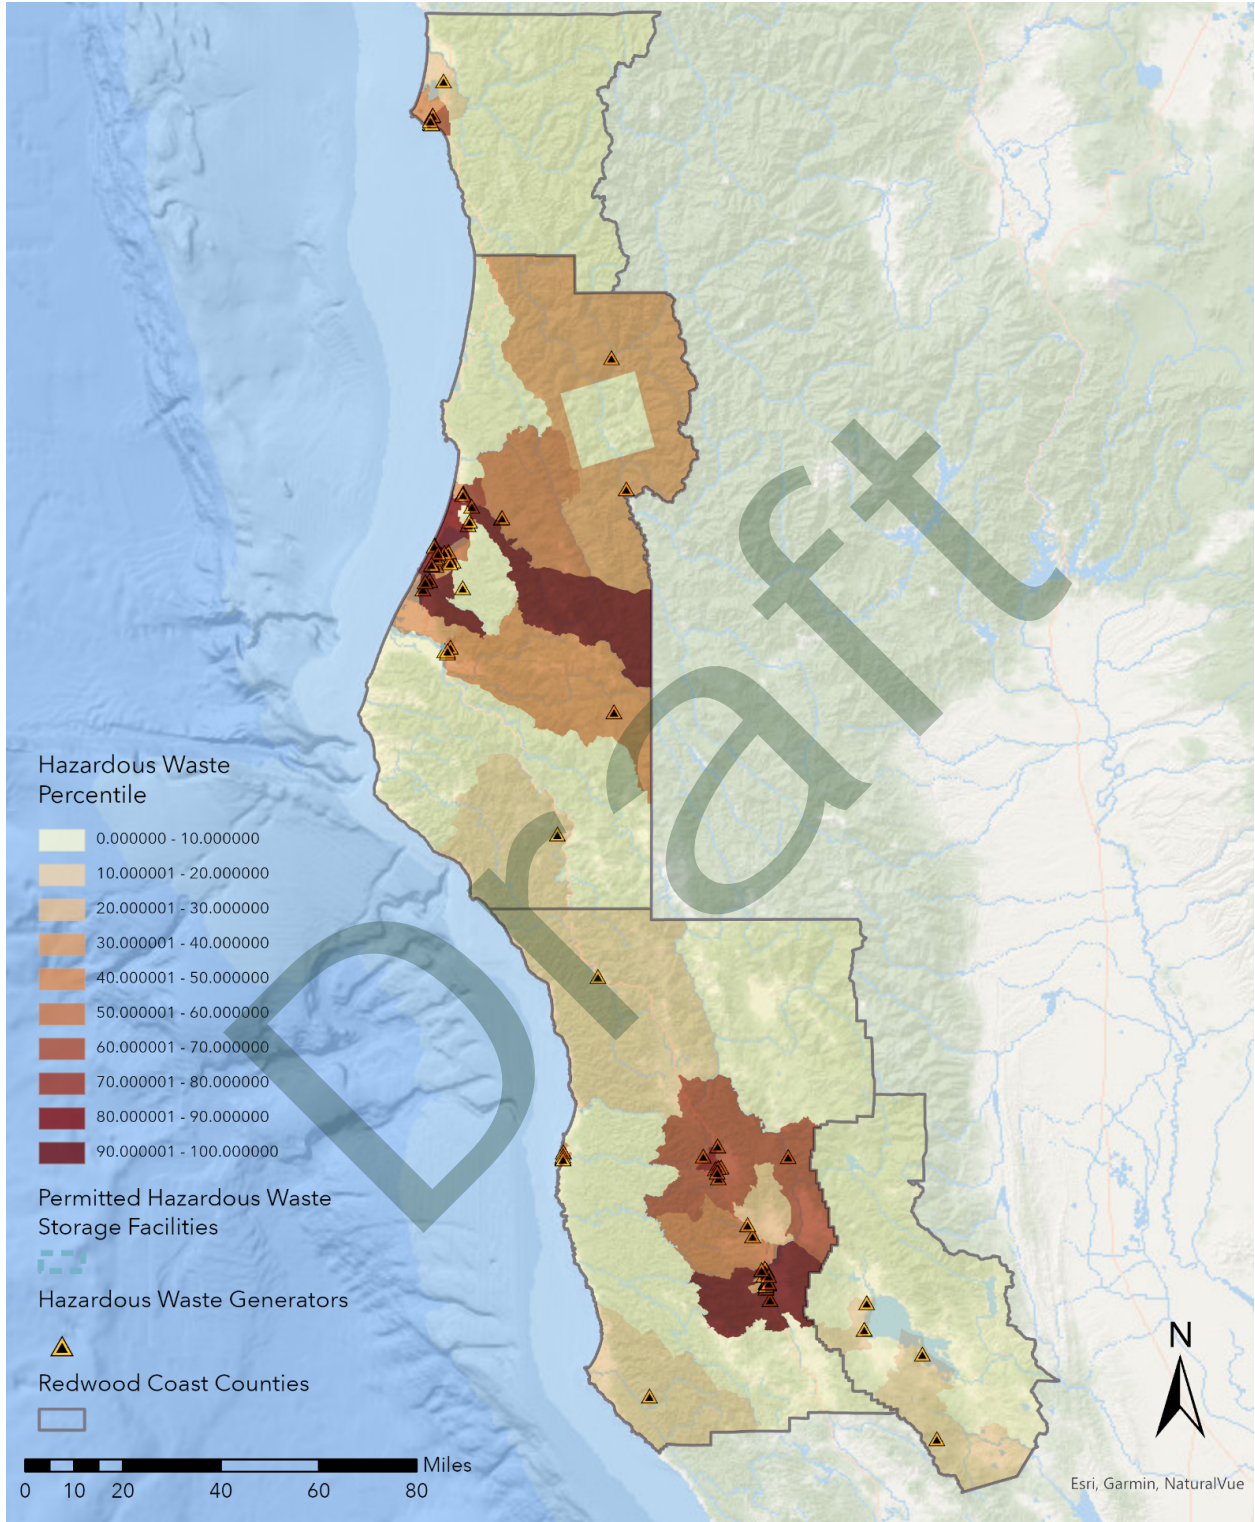 Draft
Hazardous Waste
Percentile
0.000000 - 10.000000
10.000001 - 20.000000
20.000001 - 30.000000
30.000001 - 40.000000
40.000001 - 50.000000
50.000001 - 60.000000
60.000001 - 70.000000
70.000001 - 80.000000
80.000001 - 90.000000
90.000001 - 100.000000
Permitted Hazardous Waste
Storage Facilities
Hazardous Waste Generators
Redwood Coast Counties
Miles
0 10 20 40 60 80
N
Esri, Garmin, NaturalVue